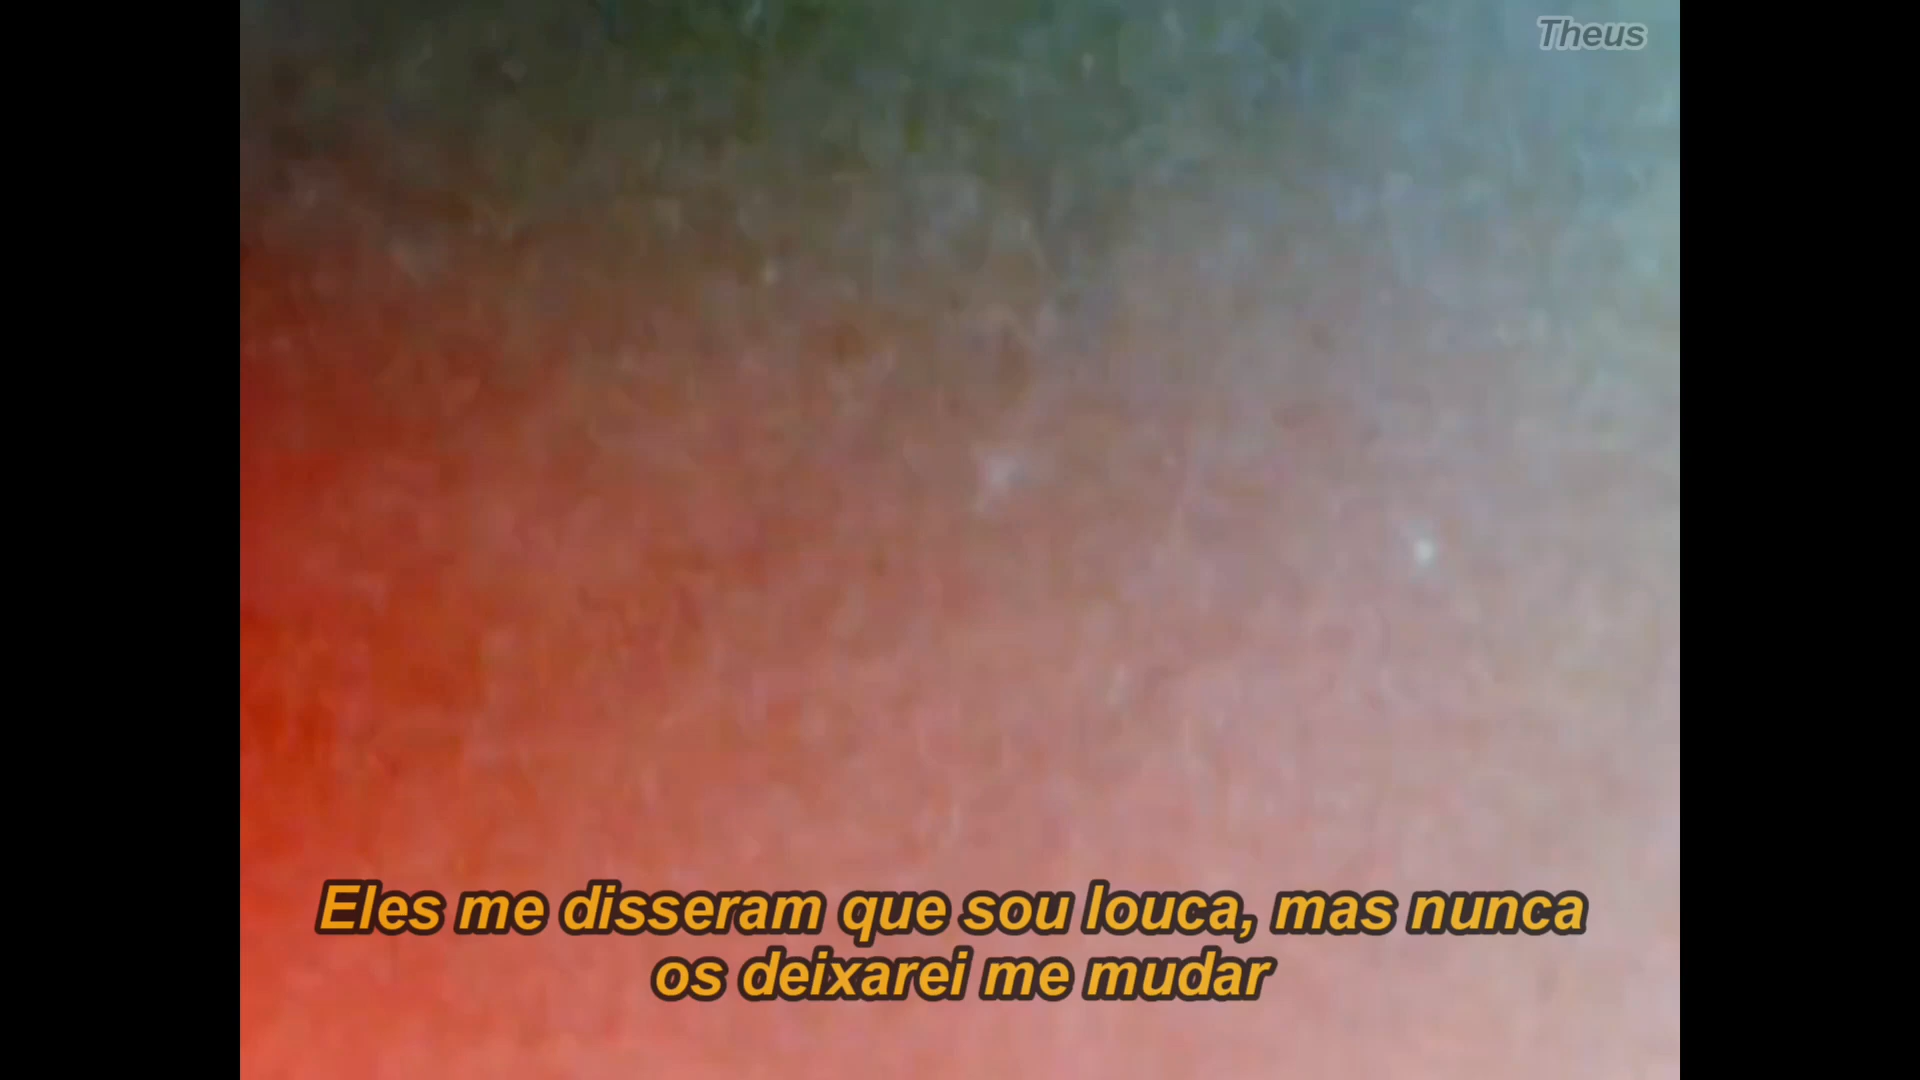 Theus
Eles me disseram que sou louca, mas nunca
os deixarei me mudar